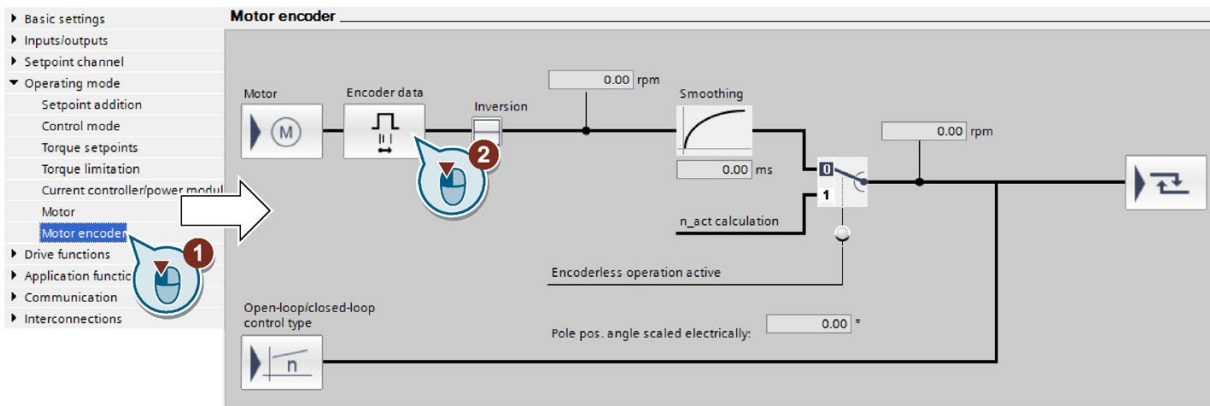 Basic settings
Inputs/outputs
Setpoint channel
Operating mode
Setpoint addition
Control mode
Torque setpoints
Torque limitation
Current controller/power modul
Motor
Motor encoder
Drive functions
Application functio
Communication
Interconnections
1
Motor encoder
Motor
M
Encoder data
2
Inversion
0.00 rpm
Smoothing
0.00 ms
0
1
n_act calculation
Encoderless operation active
0.00 rpm
Open-loop/closed-loop
control type
n
Pole pos. angle scaled electrically:
0.00 °